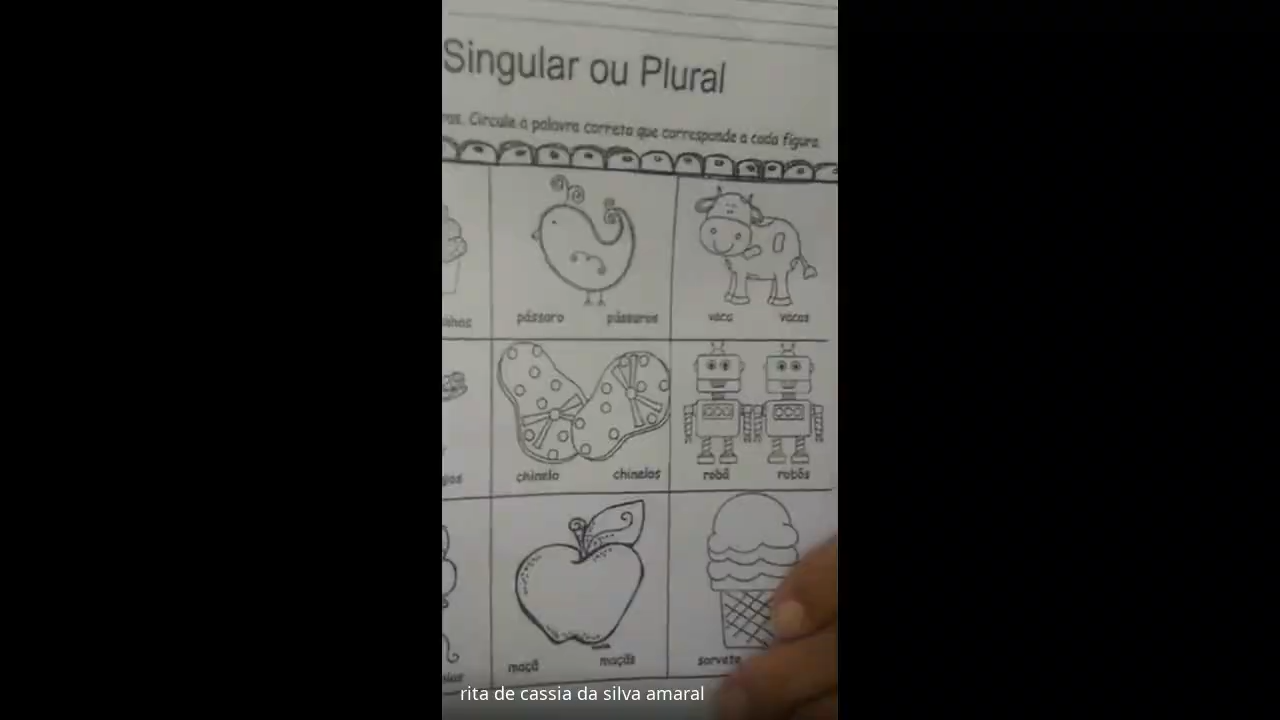 Singular ou Plural
ras. Circule a palavra correta que corresponde a cada figura.
pássaro pássaros vaca vacas
chinelo chinelos robô robôs
maçã maçãs sorvete
rita de cassia da silva amaral